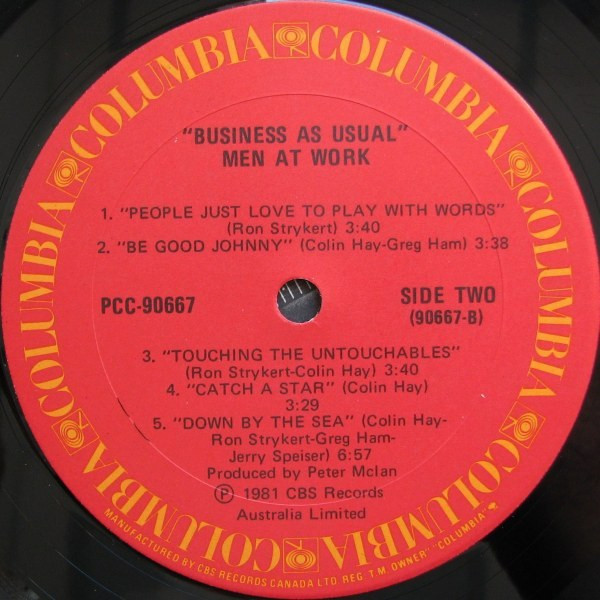 "BUSINESS AS USUAL"
MEN AT WORK
1. "PEOPLE JUST LOVE TO PLAY WITH WORDS"
(Ron Strykert) 3:40
2. "BE GOOD JOHNNY" (Colin Hay-Greg Ham) 3:38
PCC-90667
SIDE TWO
(90667-B)
3. "TOUCHING THE UNTOUCHABLES"
(Ron Strykert-Colin Hay) 3:40
4. "CATCH A STAR" (Colin Hay)
3:29
5. "DOWN BY THE SEA" (Colin Hay-
Ron Strykert-Greg Ham-
Jerry Speiser) 6:57
Produced by Peter McIan
Ⓟ 1981 CBS Records
Australia Limited
COLUMBIA COLUMBIA COLUMBIA COLUMBIA COLUMBIA COLUMBIA COLUMBIA COLUMBIA
MANUFACTURED BY CBS RECORDS CANADA LTD REG. T.M. OWNER "COLUMBIA"